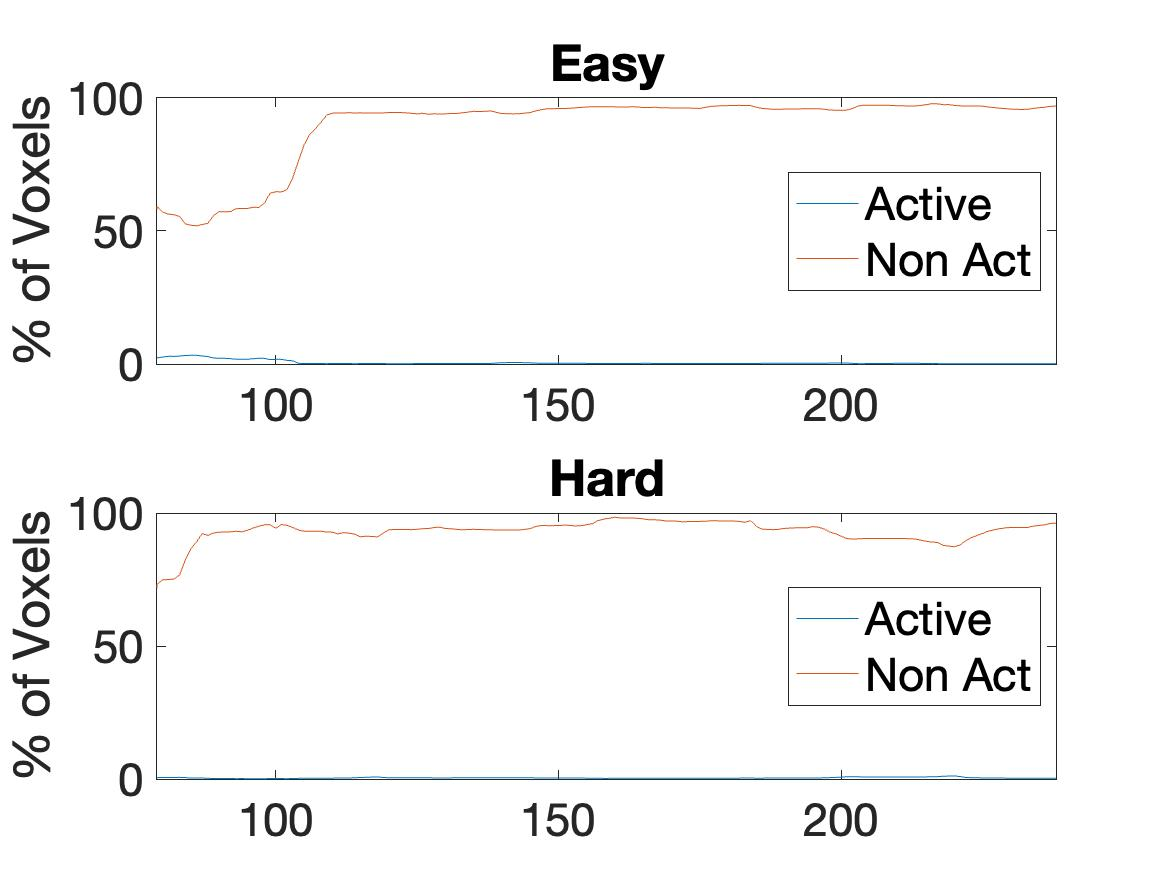 Easy
% of Voxels
100
50
0
Active
Non Act
100 150 200
Hard
% of Voxels
100
50
0
Active
Non Act
100 150 200